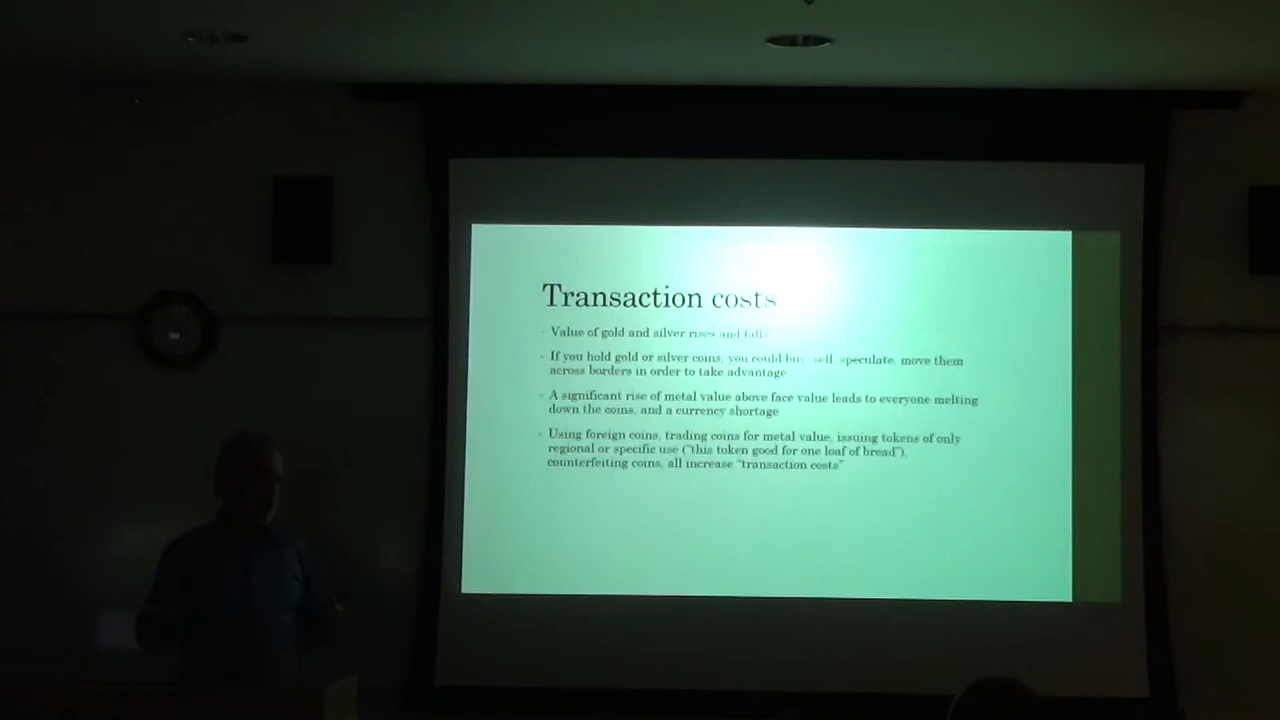 Transaction costs
Value of gold and silver rises and falls
If you hold gold or silver coins, you could buy, sell, speculate, move them
across borders in order to take advantage
A significant rise of metal value above face value leads to everyone melting
down the coins, and a currency shortage
Using foreign coins, trading coins for metal value, issuing tokens of only
regional or specific use ("this token good for one loaf of bread"),
counterfeiting coins, all increase "transaction costs"